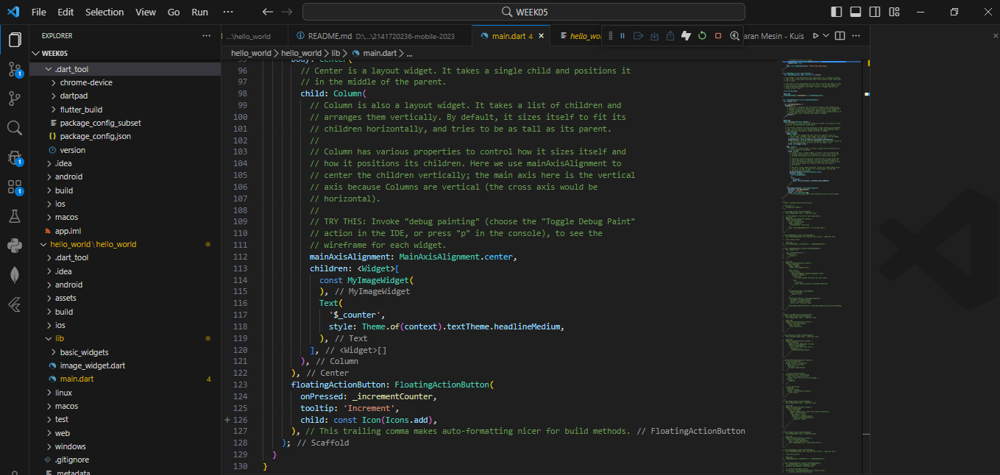 File Edit Selection View Go Run ··· WEEK05
EXPLORER ···
WEEK05
.dart_tool
chrome-device
dartpad
flutter_build
package_config_subset
package_config.json
version
.idea
android
build
ios
macos
app.iml
hello_world \ hello_world
.dart_tool
.idea
android
assets
build
ios
lib
basic_widgets
image_widget.dart
main.dart 4
linux
macos
test
web
windows
.gitignore
.metadata
...\hello_world README.md D:\...\2141720236-mobile-2023 main.dart 4 hello_wo aran Mesin - Kuis
hello_world > hello_world > lib > main.dart > ...
95 body: Center(
96 // Center is a layout widget. It takes a single child and positions it
97 // in the middle of the parent.
98 child: Column(
99 // Column is also a layout widget. It takes a list of children and
100 // arranges them vertically. By default, it sizes itself to fit its
101 // children horizontally, and tries to be as tall as its parent.
102 //
103 // Column has various properties to control how it sizes itself and
104 // how it positions its children. Here we use mainAxisAlignment to
105 // center the children vertically; the main axis here is the vertical
106 // axis because Columns are vertical (the cross axis would be
107 // horizontal).
108 //
109 // TRY THIS: Invoke "debug painting" (choose the "Toggle Debug Paint"
110 // action in the IDE, or press "p" in the console), to see the
111 // wireframe for each widget.
112 mainAxisAlignment: MainAxisAlignment.center,
113 children: <Widget>[
114 const MyImageWidget(
115 ), // MyImageWidget
116 Text(
117 '$_counter',
118 style: Theme.of(context).textTheme.headlineMedium,
119 ), // Text
120 ], // <Widget>[]
121 ), // Column
122 ), // Center
123 floatingActionButton: FloatingActionButton(
124 onPressed: _incrementCounter,
125 tooltip: 'Increment',
126 child: const Icon(Icons.add),
127 ), // This trailing comma makes auto-formatting nicer for build methods. // FloatingActionButton
128 ); // Scaffold
129 }
130 }
1
1
1